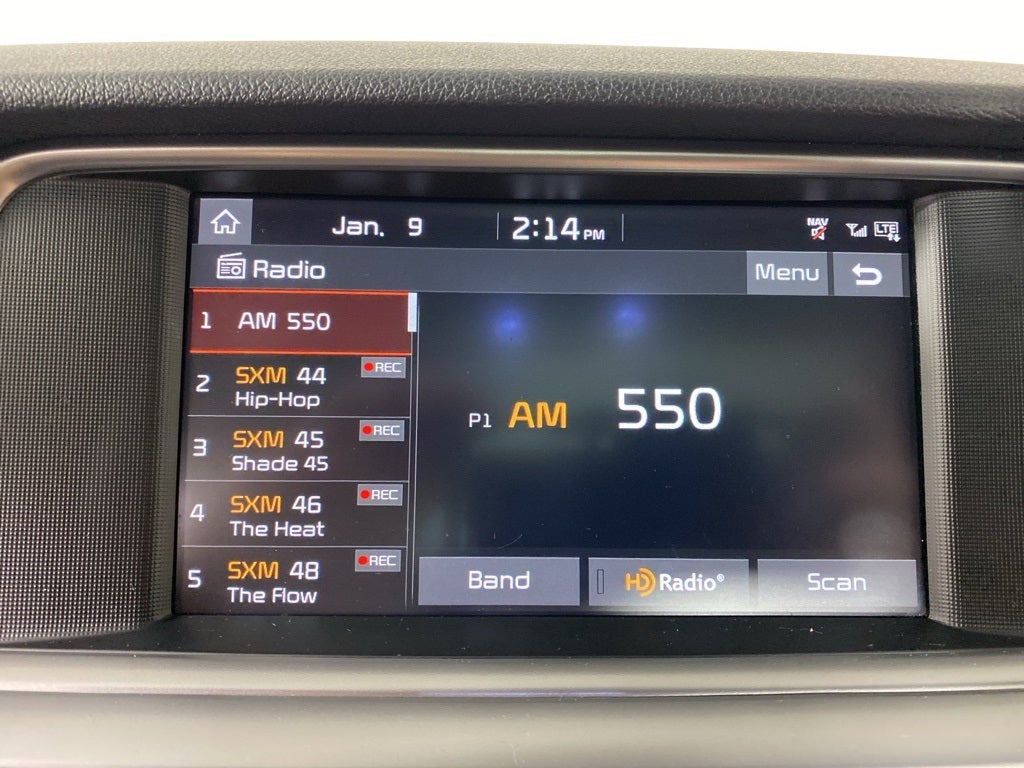 Jan. 9 2:14 PM NAV LTE
Radio Menu
1 AM 550
2 SXM 44 REC
Hip-Hop
3 SXM 45 REC
Shade 45
4 SXM 46 REC
The Heat
5 SXM 48 REC
The Flow
P1 AM 550
Band HD Radio® Scan